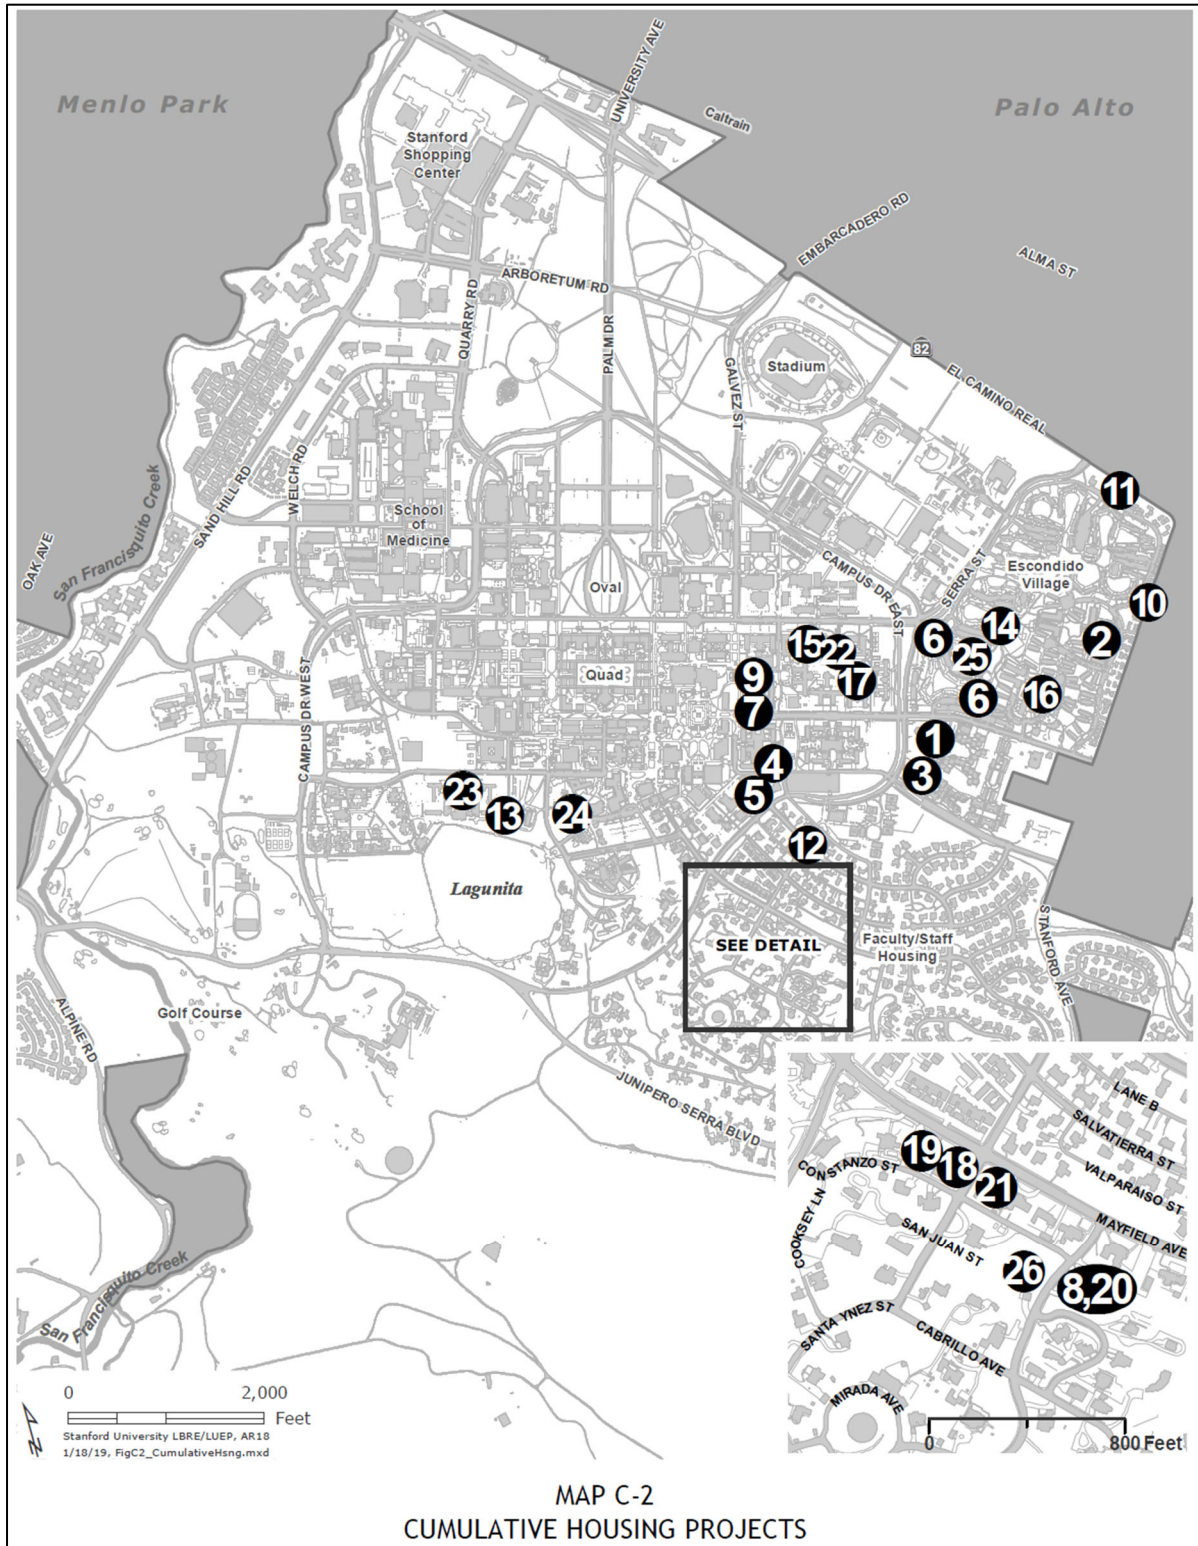 Menlo Park
Palo Alto
UNIVERSITY AVE
Caltrain
Stanford
Shopping
Center
EMBARCADERO RD
ALMA ST
ARBORETUM RD
QUARRY RD
PALM DR
GALVEZ ST
Stadium
82
EL CAMINO REAL
SAND HILL RD
WELCH RD
San Francisquito Creek
OAK AVE
School
of
Medicine
Oval
CAMPUS DR EAST
SERRA ST
Escondido
Village
11
10
14
2
6
15
22
25
17
9
Quad
6
16
7
CAMPUS DR WEST
1
4
3
23
5
13
24
12
Lagunita
SEE DETAIL
Faculty/Staff
Housing
STANFORD AVE
ALPINE RD
Golf Course
JUNIPERO SERRA BLVD
LANE B
SALVATIERRA ST
VALPARAISO ST
MAYFIELD AVE
19
18
21
CONSTANZO ST
COOKSEY LN
SAN JUAN ST
26
8,20
SANTA YNEZ ST
CABRILLO AVE
MIRADA AVE
0
800 Feet
San Francisquito Creek
0
2,000
Feet
N
Stanford University LBRE/LUEP, AR18
1/18/19, FigC2_CumulativeHsng.mxd
MAP C-2
CUMULATIVE HOUSING PROJECTS